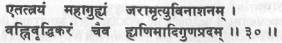 एतत्त्रयं महागुह्यं जरामृत्युविनाशनम् ।
वह्निवृद्धिकरं चैव ह्यणिमादिगुणप्रदम् ॥ ३० ॥